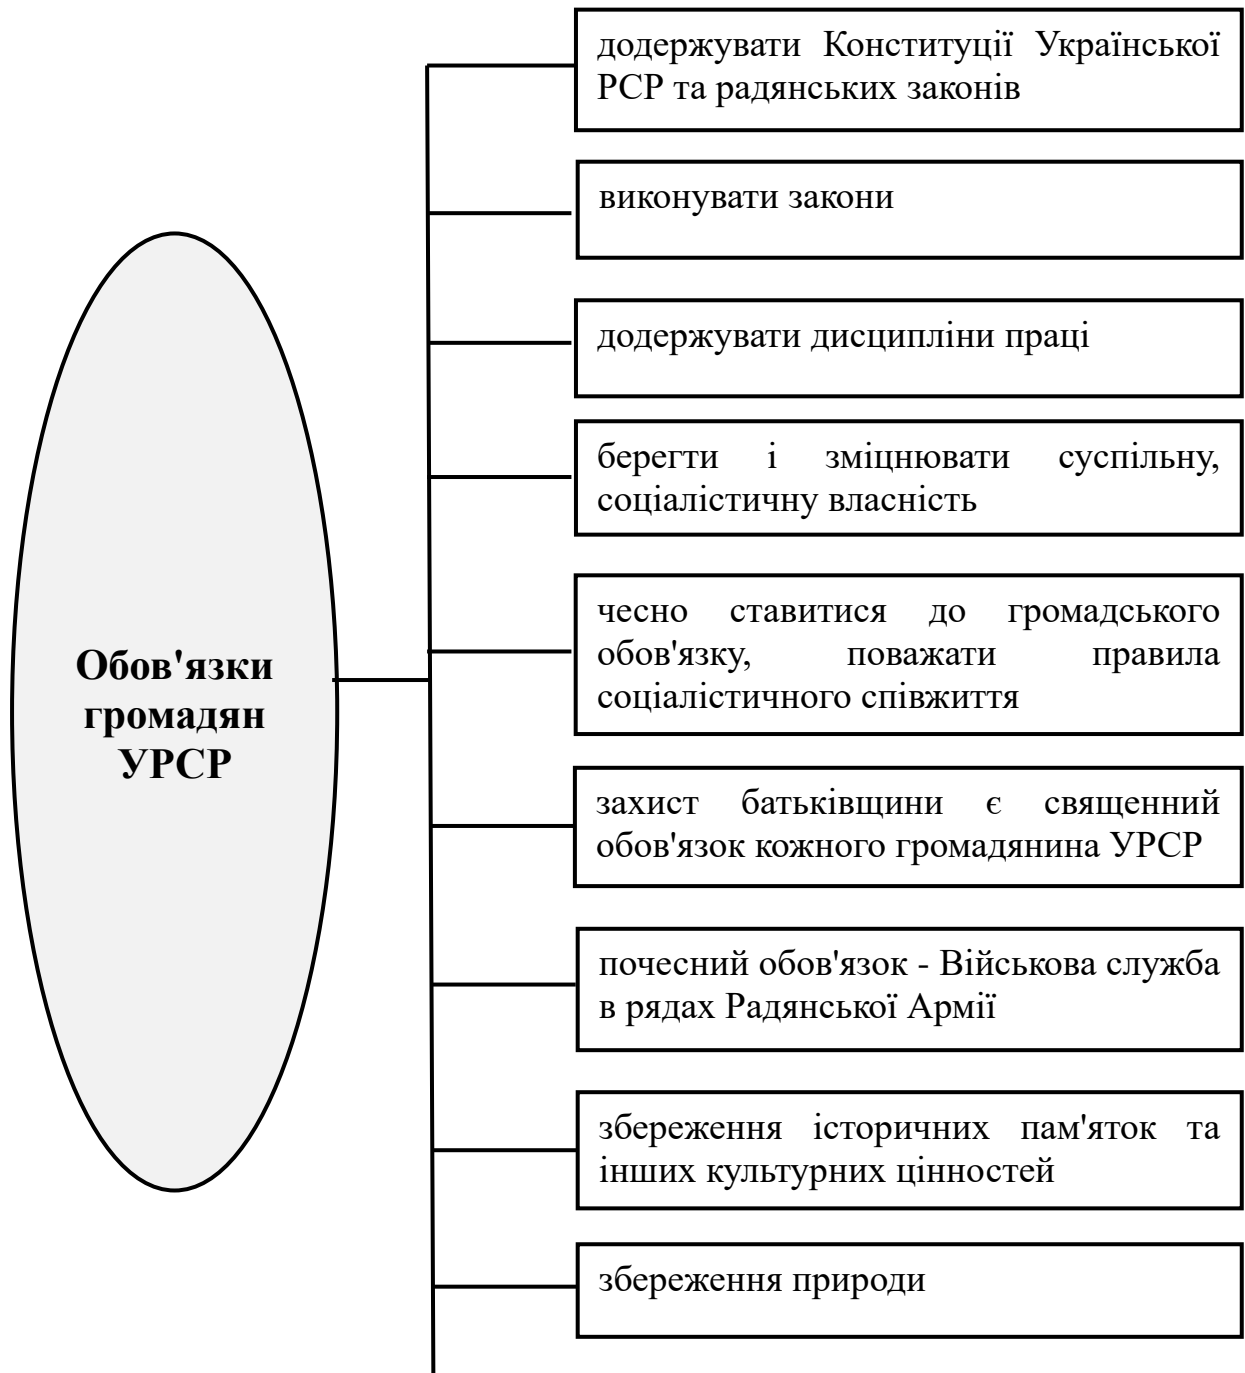 додержувати Конституції Української
РСР та радянських законів
виконувати закони
додержувати дисципліни праці
берегти і зміцнювати суспільну,
соціалістичну власність
чесно ставитися до громадського
обов'язку, поважати правила
соціалістичного співжиття
Обов'язки
громадян
УРСР
захист батьківщини є священний
обов'язок кожного громадянина УРСР
почесний обов'язок - Військова служба
в рядах Радянської Армії
збереження історичних пам'яток та
інших культурних цінностей
збереження природи